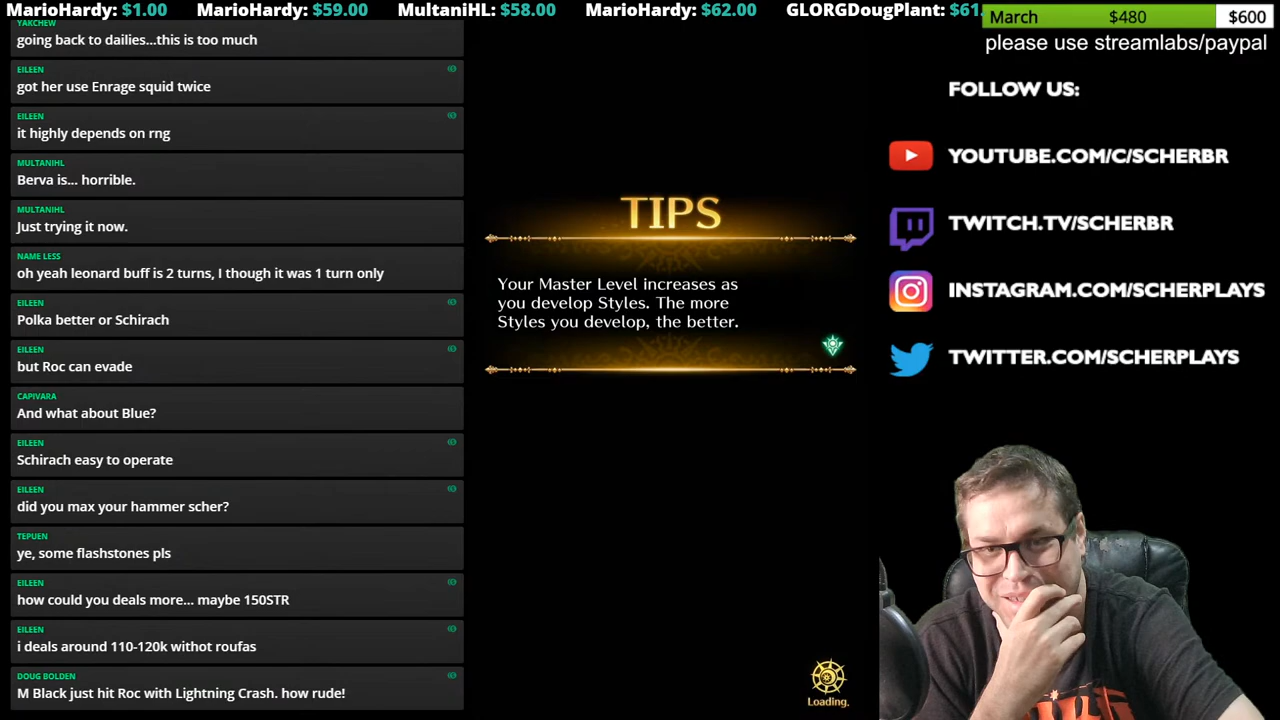 MarioHardy: $1.00 MarioHardy: $59.00 MultaniHL: $58.00 MarioHardy: $62.00 GLORGDougPlant: $61.
March $480 $600
please use streamlabs/paypal
YAKCHEW
going back to dailies...this is too much
EILEEN
got her use Enrage squid twice
EILEEN
it highly depends on rng
MULTANIHL
Berva is... horrible.
MULTANIHL
Just trying it now.
NAME LESS
oh yeah leonard buff is 2 turns, I though it was 1 turn only
EILEEN
Polka better or Schirach
EILEEN
but Roc can evade
CAPIVARA
And what about Blue?
EILEEN
Schirach easy to operate
EILEEN
did you max your hammer scher?
TEPUEN
ye, some flashstones pls
EILEEN
how could you deals more... maybe 150STR
EILEEN
i deals around 110-120k withot roufas
DOUG BOLDEN
M Black just hit Roc with Lightning Crash. how rude!
TIPS
Your Master Level increases as
you develop Styles. The more
Styles you develop, the better.
Loading.
FOLLOW US:
YOUTUBE.COM/C/SCHERBR
TWITCH.TV/SCHERBR
INSTAGRAM.COM/SCHERPLAYS
TWITTER.COM/SCHERPLAYS